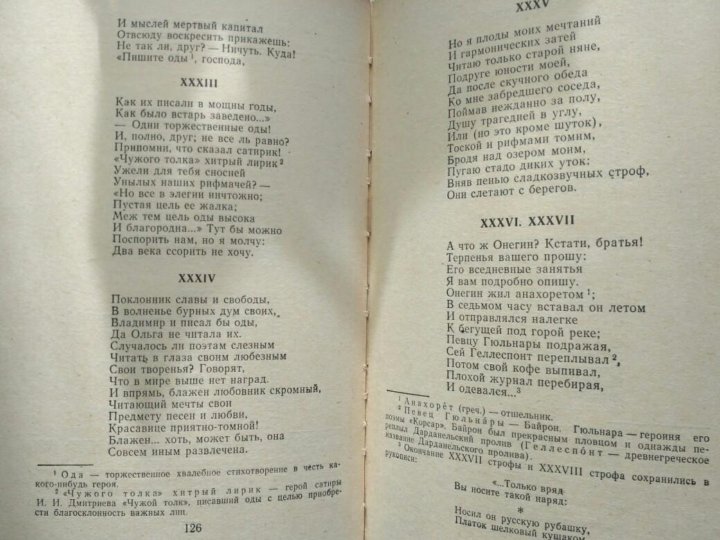 И мыслей мертвый капитал
Отвсюду воскресить прикажешь:
Не так ли, друг? — Ничуть. Куда!
«Пишите оды¹, господа,
XXXIII
Как их писали в мощны годы,
Как было встарь заведено...»
— Одни торжественные оды!
И, полно, друг; не все ль равно?
Припомни, что сказал сатирик!
«Чужого толка» хитрый лирик²
Ужели для тебя сносней
Унылых наших рифмачей? —
«Но все в элегии ничтожно;
Пустая цель ее жалка;
Меж тем цель оды высока
И благородна...» Тут бы можно
Поспорить нам, но я молчу:
Два века ссорить не хочу.
XXXIV
Поклонник славы и свободы,
В волненье бурных дум своих,
Владимир и писал бы оды,
Да Ольга не читала их.
Случалось ли поэтам слезным
Читать в глаза своим любезным
Свои творенья? Говорят,
Что в мире выше нет наград.
И впрямь, блажен любовник скромный,
Читающий мечты свои
Предмету песен и любви,
Красавице приятно-томной!
Блажен... хоть, может быть, она
Совсем иным развлечена.
¹ Ода — торжественное хвалебное стихотворение в честь ка-
кого-нибудь героя.
² «Чужого толка» хитрый лирик — герой сатиры
И. И. Дмитриева «Чужой толк», писавший оды с целью приобре-
сти благосклонность важных лиц.
126
XXXV
Но я плоды моих мечтаний
И гармонических затей
Читаю только старой няне,
Подруге юности моей,
Да после скучного обеда
Ко мне забредшего соседа,
Поймав нежданно за полу,
Душу трагедией в углу,
Или (но это кроме шуток),
Тоской и рифмами томим,
Бродя над озером моим,
Пугаю стадо диких уток:
Вняв пенью сладкозвучных строф,
Они слетают с берегов.
XXXVI. XXXVII
А что ж Онегин? Кстати, братья!
Терпенья вашего прошу:
Его вседневные занятья
Я вам подробно опишу.
Онегин жил анахоретом¹;
В седьмом часу вставал он летом
И отправлялся налегке
К бегущей под горой реке;
Певцу Гюльнары подражая,
Сей Геллеспонт переплывал²,
Потом свой кофе выпивал,
Плохой журнал перебирая,
И одевался...³
¹ Анахорéт (греч.) — отшельник.
² Певец Гюльнáры — Байрон. Гюльнара — героиня его
поэмы «Корсар». Байрон был прекрасным пловцом и однажды пе-
реплыл Дарданельский пролив (Геллеспóнт — древнегреческое
название Дарданельского пролива).
³ Окончание XXXVII строфы и XXXVIII строфа сохранились в
рукописи:
«...Только вряд
Вы носите такой наряд:
*
Носил он русскую рубашку,
Платок шелковый кушаком